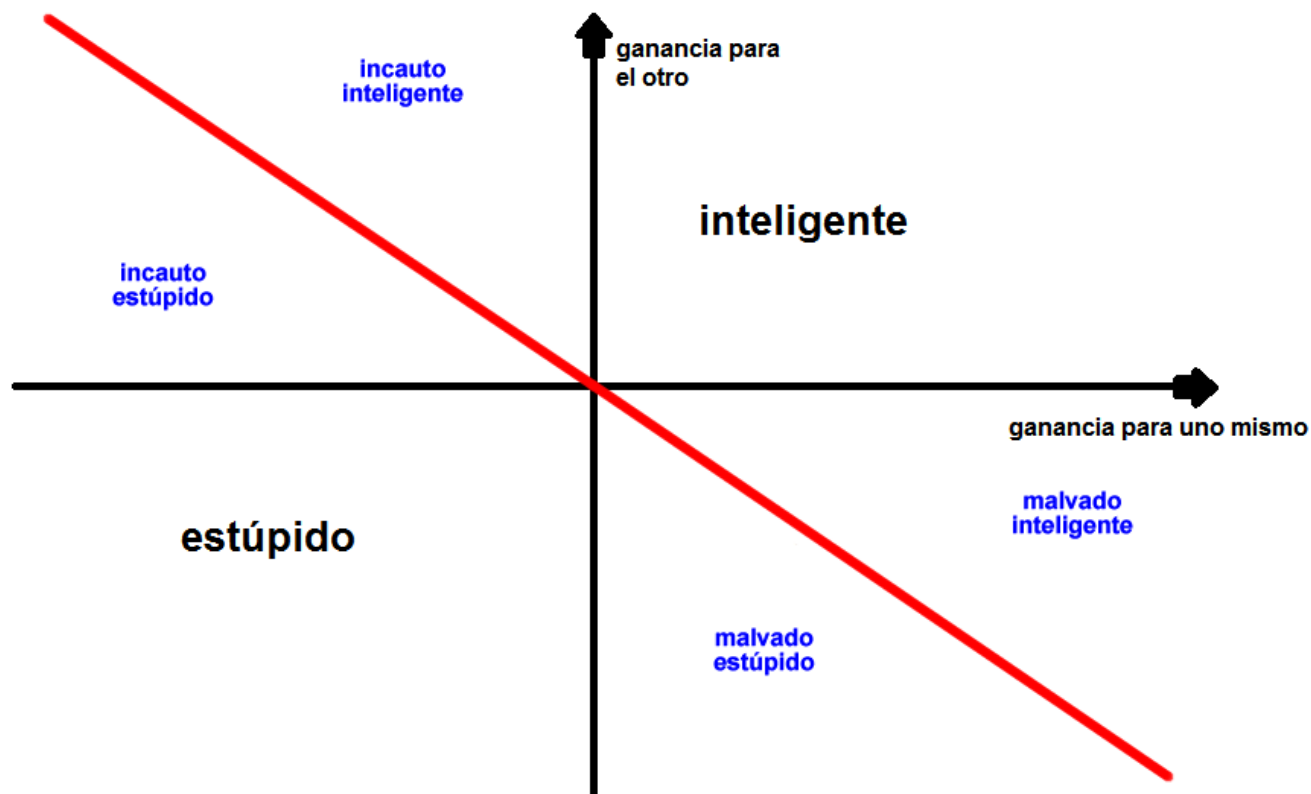 ganancia para
el otro
incauto
inteligente
inteligente
incauto
estúpido
ganancia para uno mismo
malvado
inteligente
estúpido
malvado
estúpido